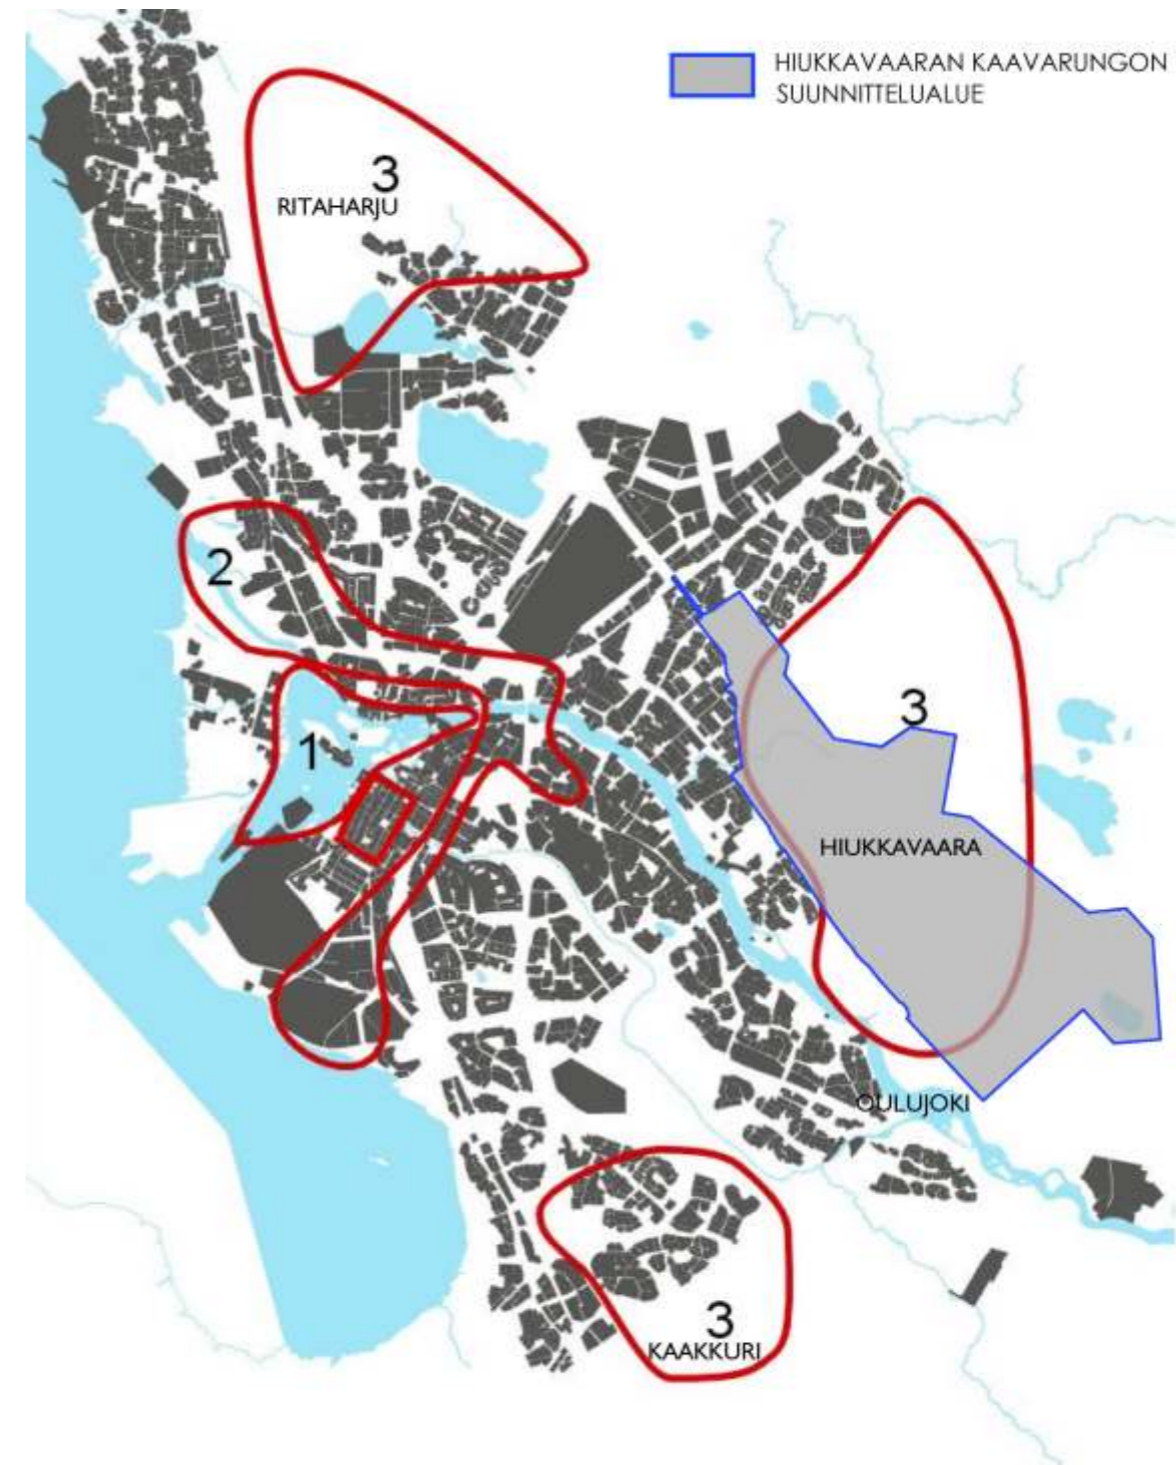 HIUKKAVAARAN KAAVARUNGON
SUUNNITTELUALUE
3
RITAHARJU
2
3
1
HIUKKAVAARA
OULUJOKI
3
KAAKKURI